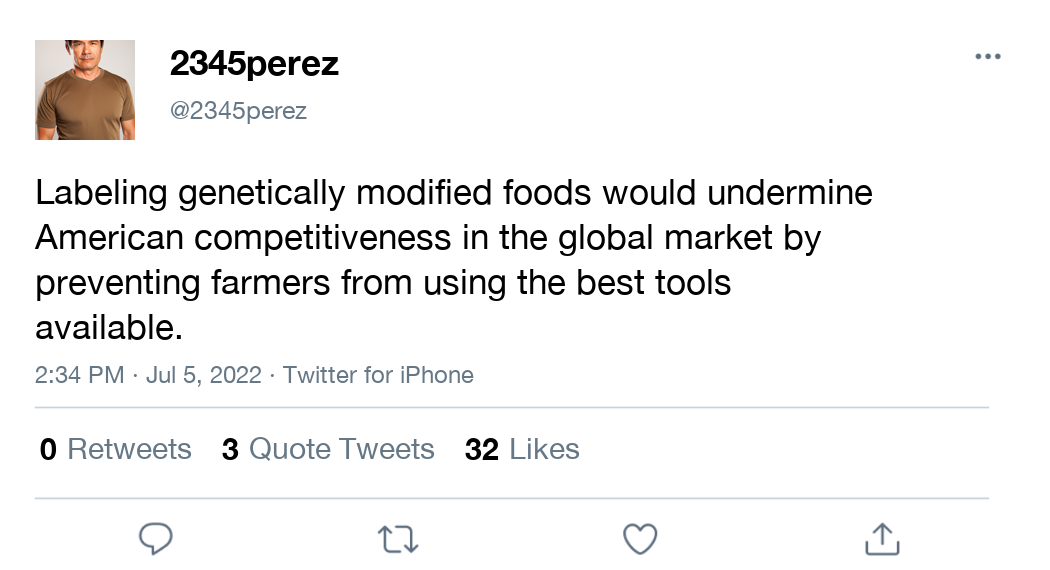 2345perez
@2345perez
Labeling genetically modified foods would undermine
American competitiveness in the global market by
preventing farmers from using the best tools
available.
2:34 PM · Jul 5, 2022 · Twitter for iPhone
0 Retweets 3 Quote Tweets 32 Likes